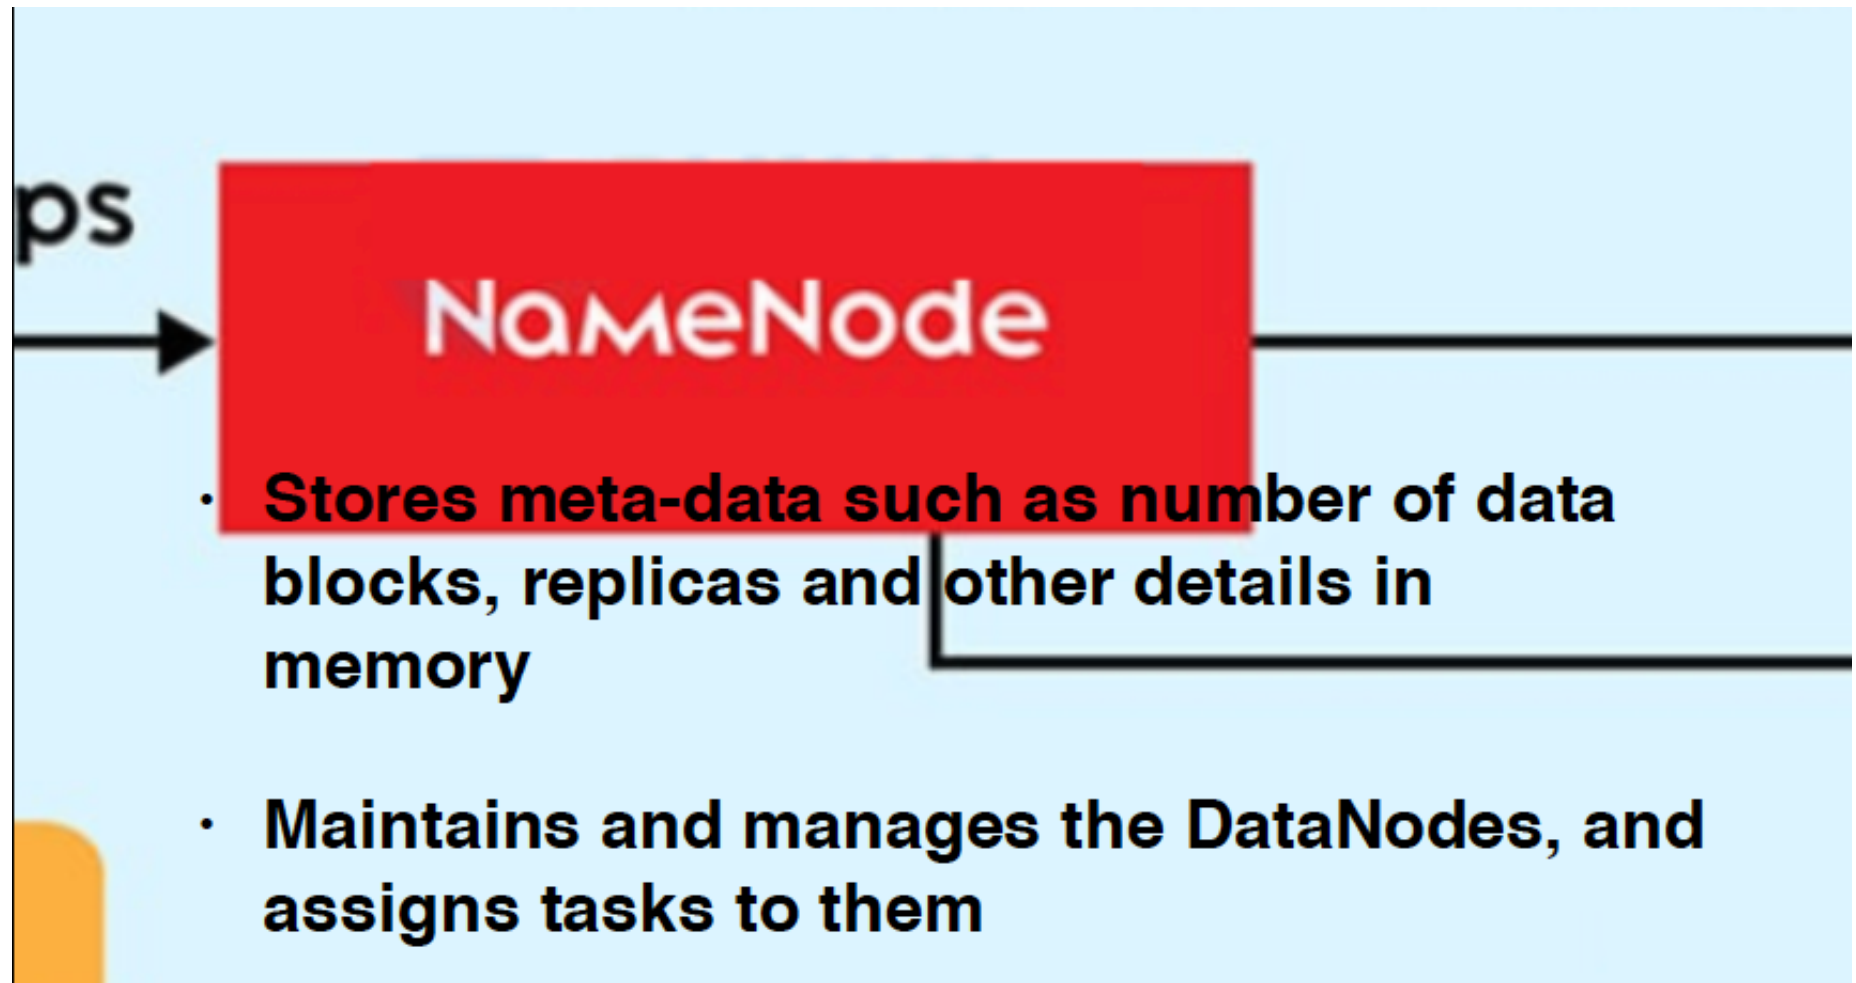 ps
NameNode
· Stores meta-data such as number of data
blocks, replicas and other details in
memory
· Maintains and manages the DataNodes, and
assigns tasks to them